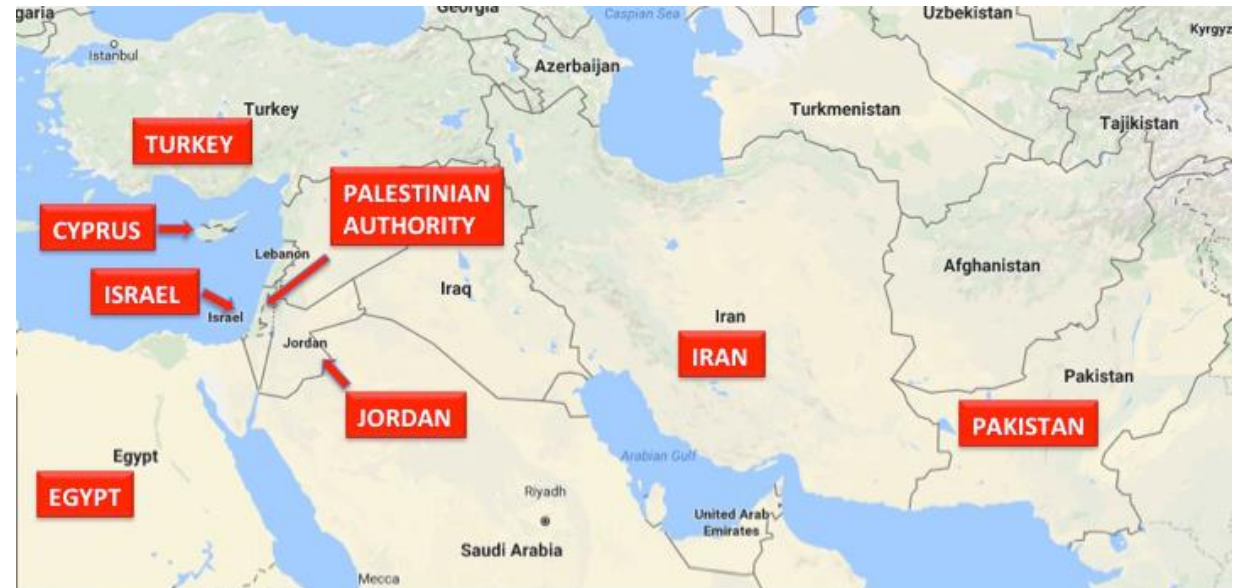 garia
Georgia
Caspian Sea
Uzbekistan
Kyrgyz
Istanbul
Azerbaijan
Turkey
Turkmenistan
Tajikistan
TURKEY
PALESTINIAN
AUTHORITY
CYPRUS
Lebanon
Afghanistan
ISRAEL
Iraq
Israel
Iran
Jordan
IRAN
Pakistan
JORDAN
PAKISTAN
Egypt
Arabian Gulf
EGYPT
Riyadh
United Arab
Emirates
Saudi Arabia
Mecca